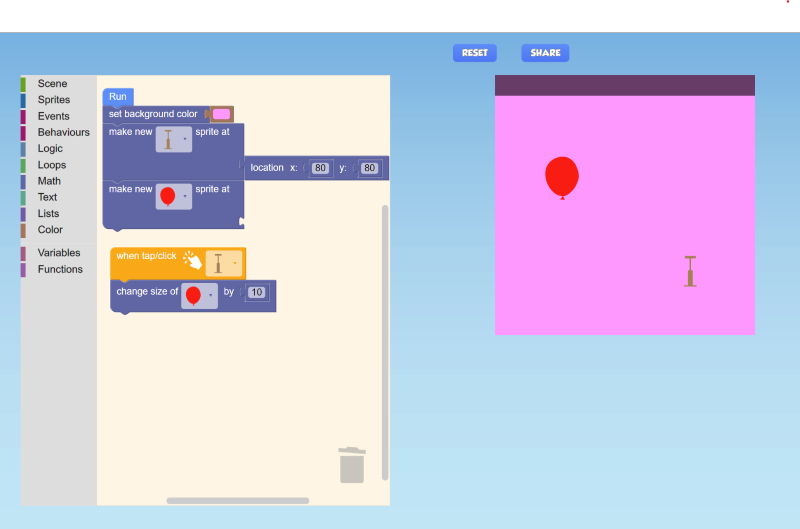 RESET SHARE
Scene
Sprites
Events
Behaviours
Logic
Loops
Math
Text
Lists
Color
Variables
Functions
Run
set background color
make new sprite at
location x: 80 y: 80
make new sprite at
when tap/click
change size of by 10